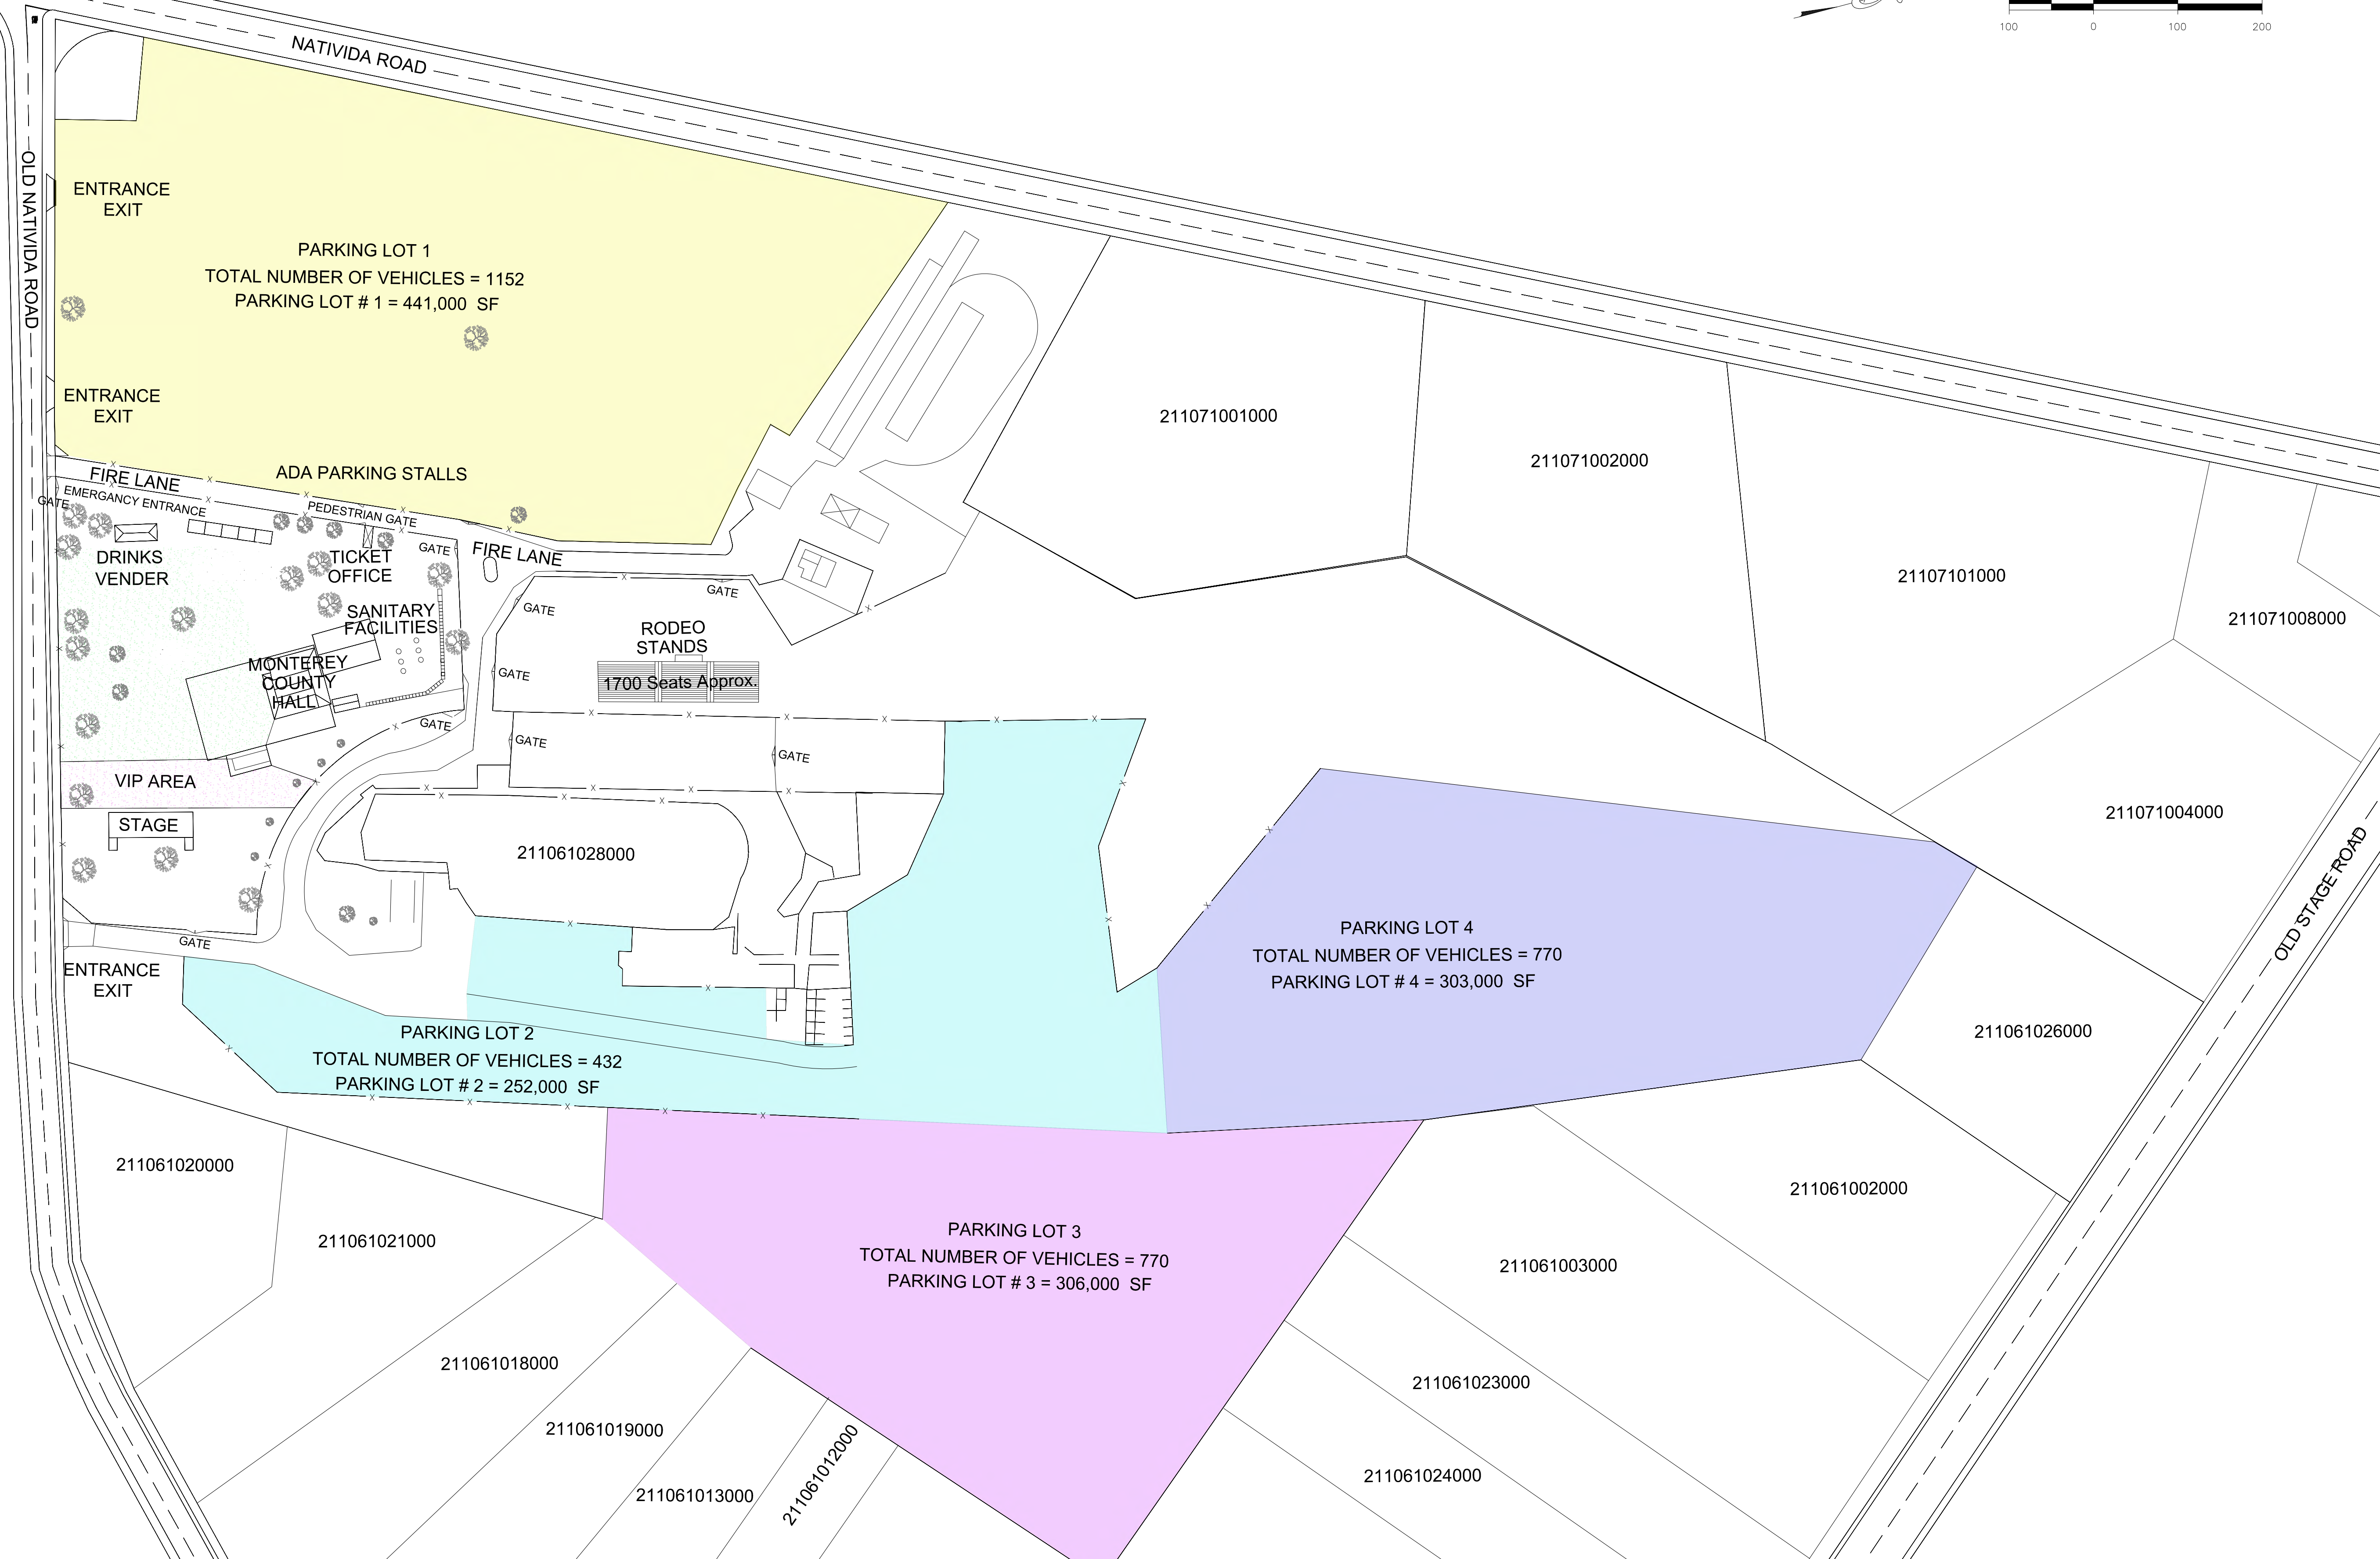 100 0 100 200
NATIVIDA ROAD
OLD NATIVIDA ROAD
ENTRANCE
EXIT
PARKING LOT 1
TOTAL NUMBER OF VEHICLES = 1152
PARKING LOT # 1 = 441,000 SF
ENTRANCE
EXIT
211071001000
211071002000
21107101000
211071008000
ADA PARKING STALLS
FIRE LANE
EMERGANCY ENTRANCE
GATE
PEDESTRIAN GATE
DRINKS
VENDER
TICKET
OFFICE
GATE
FIRE LANE
GATE
GATE
SANITARY
FACILITIES
RODEO
STANDS
1700 Seats Approx.
GATE
MONTEREY
COUNTY
HALL
GATE
GATE
GATE
VIP AREA
STAGE
211061028000
211071004000
OLD STAGE ROAD
GATE
ENTRANCE
EXIT
PARKING LOT 4
TOTAL NUMBER OF VEHICLES = 770
PARKING LOT # 4 = 303,000 SF
PARKING LOT 2
TOTAL NUMBER OF VEHICLES = 432
PARKING LOT # 2 = 252,000 SF
211061026000
211061020000
211061002000
211061021000
PARKING LOT 3
TOTAL NUMBER OF VEHICLES = 770
PARKING LOT # 3 = 306,000 SF
211061003000
211061018000
211061023000
211061019000
211061012000
211061013000
211061024000